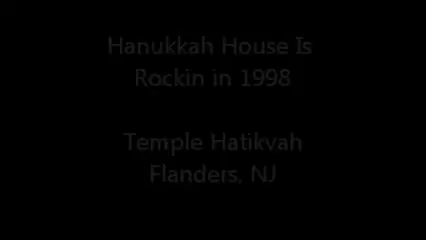 Hanukkah House Is
Rockin in 1998
Temple Hatikvah
Flanders, NJ